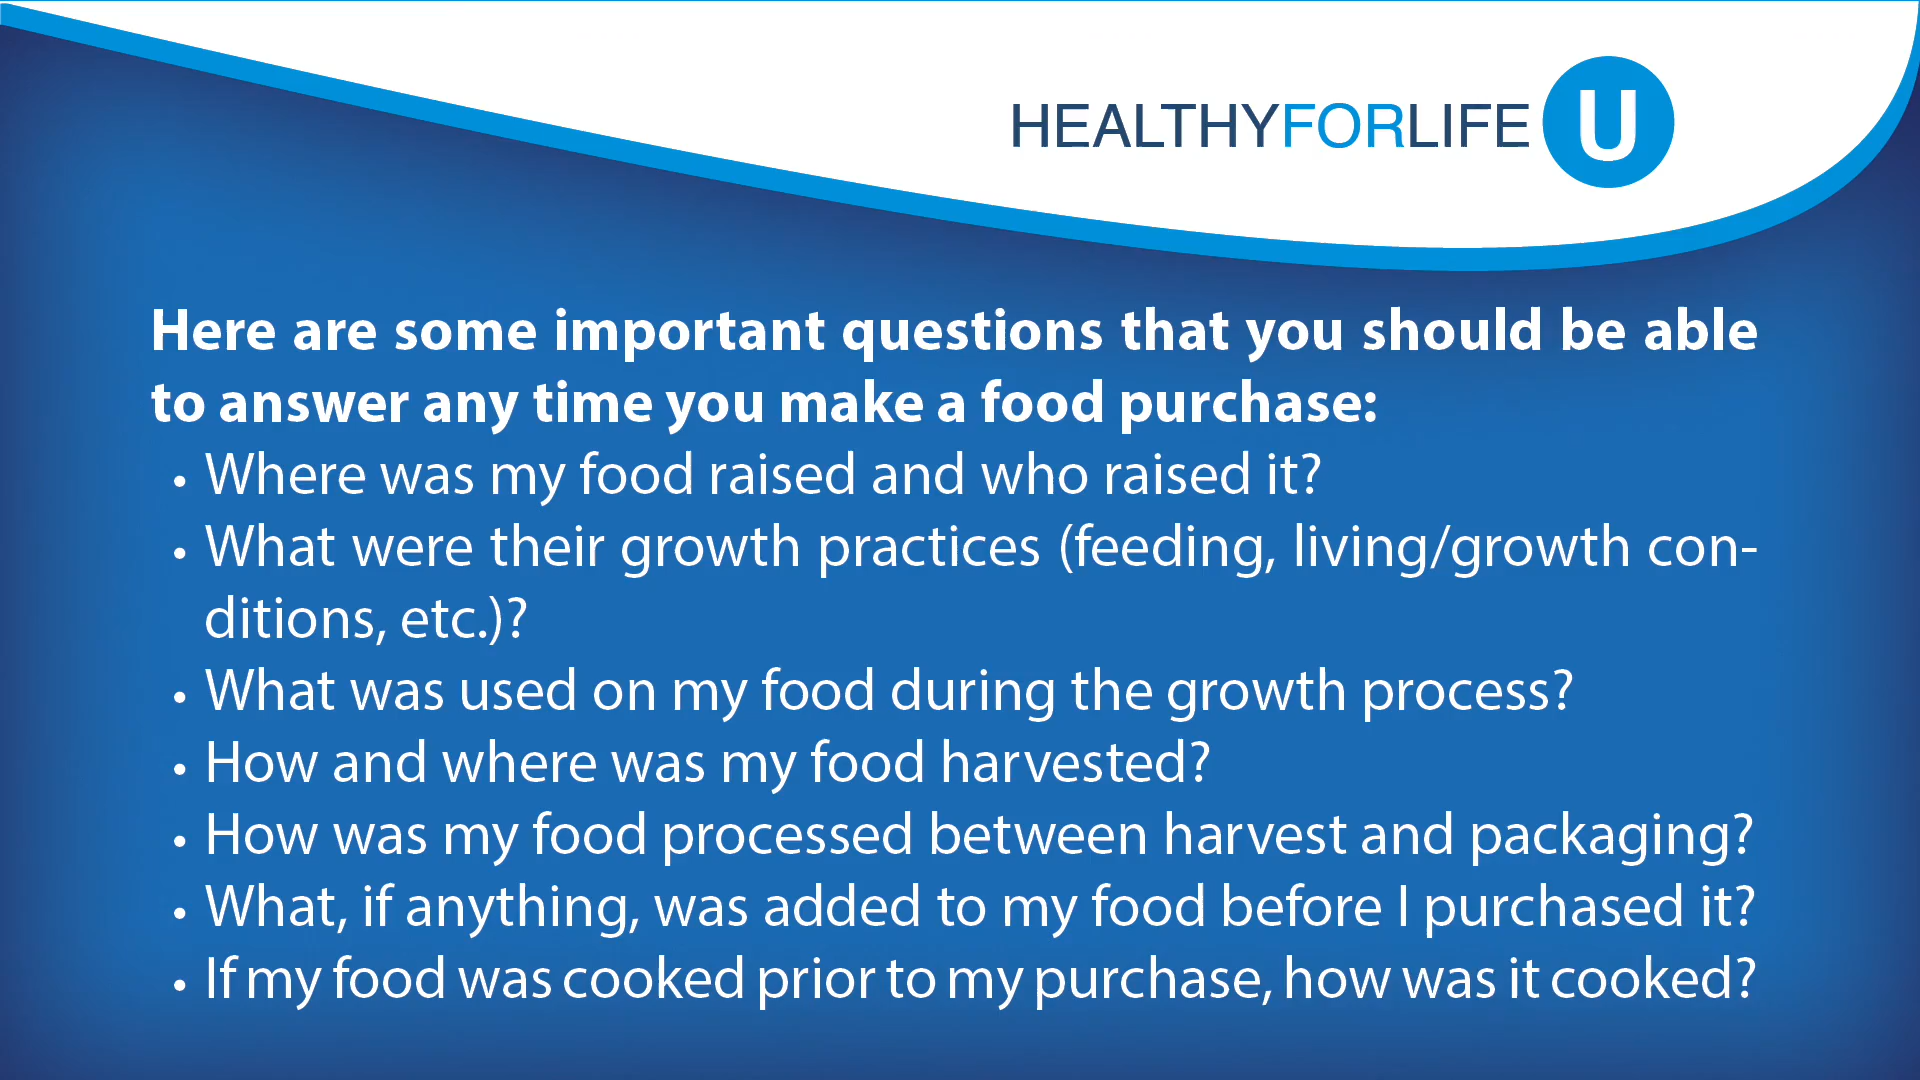 HEALTHYFORLIFE U
Here are some important questions that you should be able
to answer any time you make a food purchase:
• Where was my food raised and who raised it?
• What were their growth practices (feeding, living/growth con-
ditions, etc.)?
• What was used on my food during the growth process?
• How and where was my food harvested?
• How was my food processed between harvest and packaging?
• What, if anything, was added to my food before I purchased it?
• If my food was cooked prior to my purchase, how was it cooked?